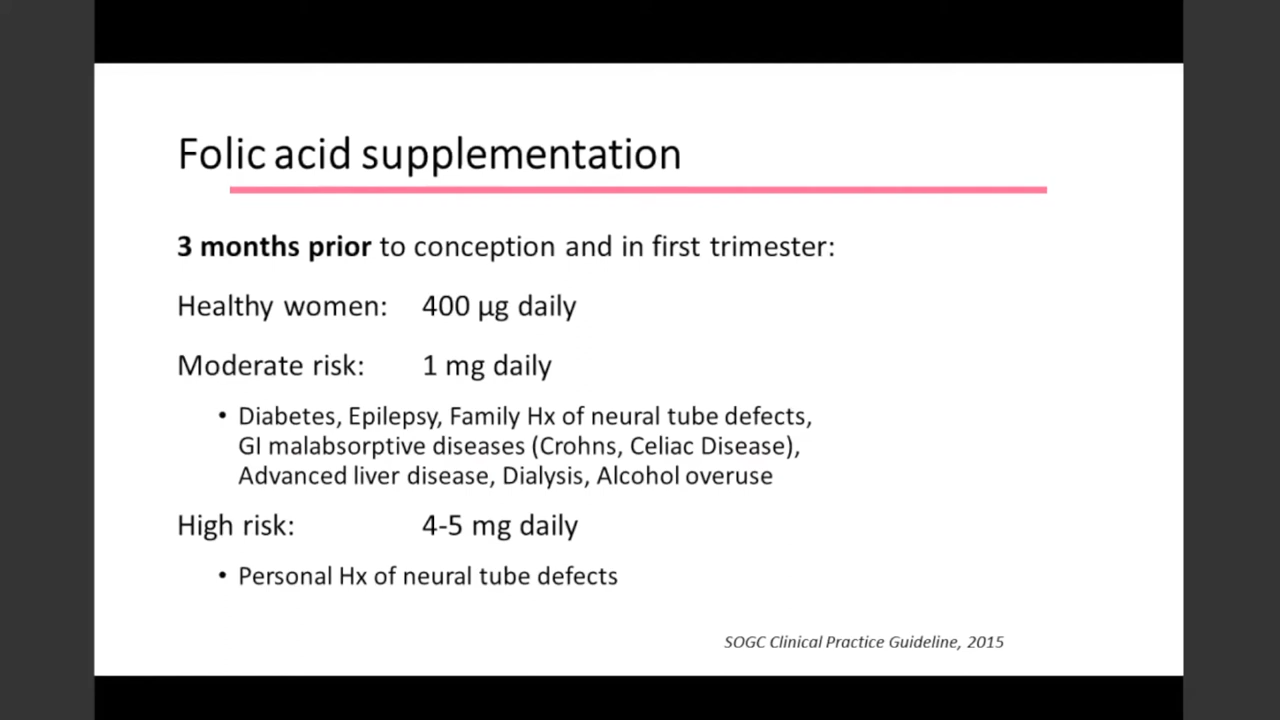 Folic acid supplementation
3 months prior to conception and in first trimester:
Healthy women: 400 µg daily
Moderate risk: 1 mg daily
• Diabetes, Epilepsy, Family Hx of neural tube defects,
GI malabsorptive diseases (Crohns, Celiac Disease),
Advanced liver disease, Dialysis, Alcohol overuse
High risk: 4-5 mg daily
• Personal Hx of neural tube defects
SOGC Clinical Practice Guideline, 2015